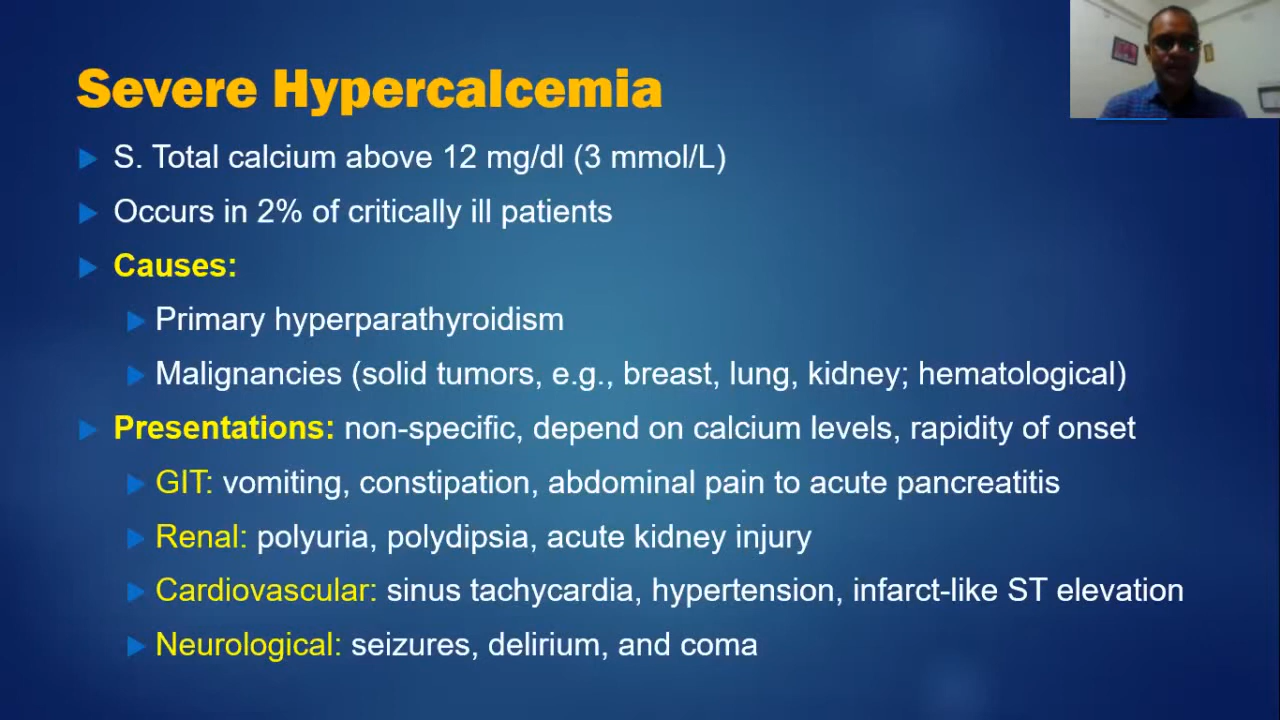 Severe Hypercalcemia
S. Total calcium above 12 mg/dl (3 mmol/L)
Occurs in 2% of critically ill patients
Causes:
Primary hyperparathyroidism
Malignancies (solid tumors, e.g., breast, lung, kidney; hematological)
Presentations: non-specific, depend on calcium levels, rapidity of onset
GIT: vomiting, constipation, abdominal pain to acute pancreatitis
Renal: polyuria, polydipsia, acute kidney injury
Cardiovascular: sinus tachycardia, hypertension, infarct-like ST elevation
Neurological: seizures, delirium, and coma